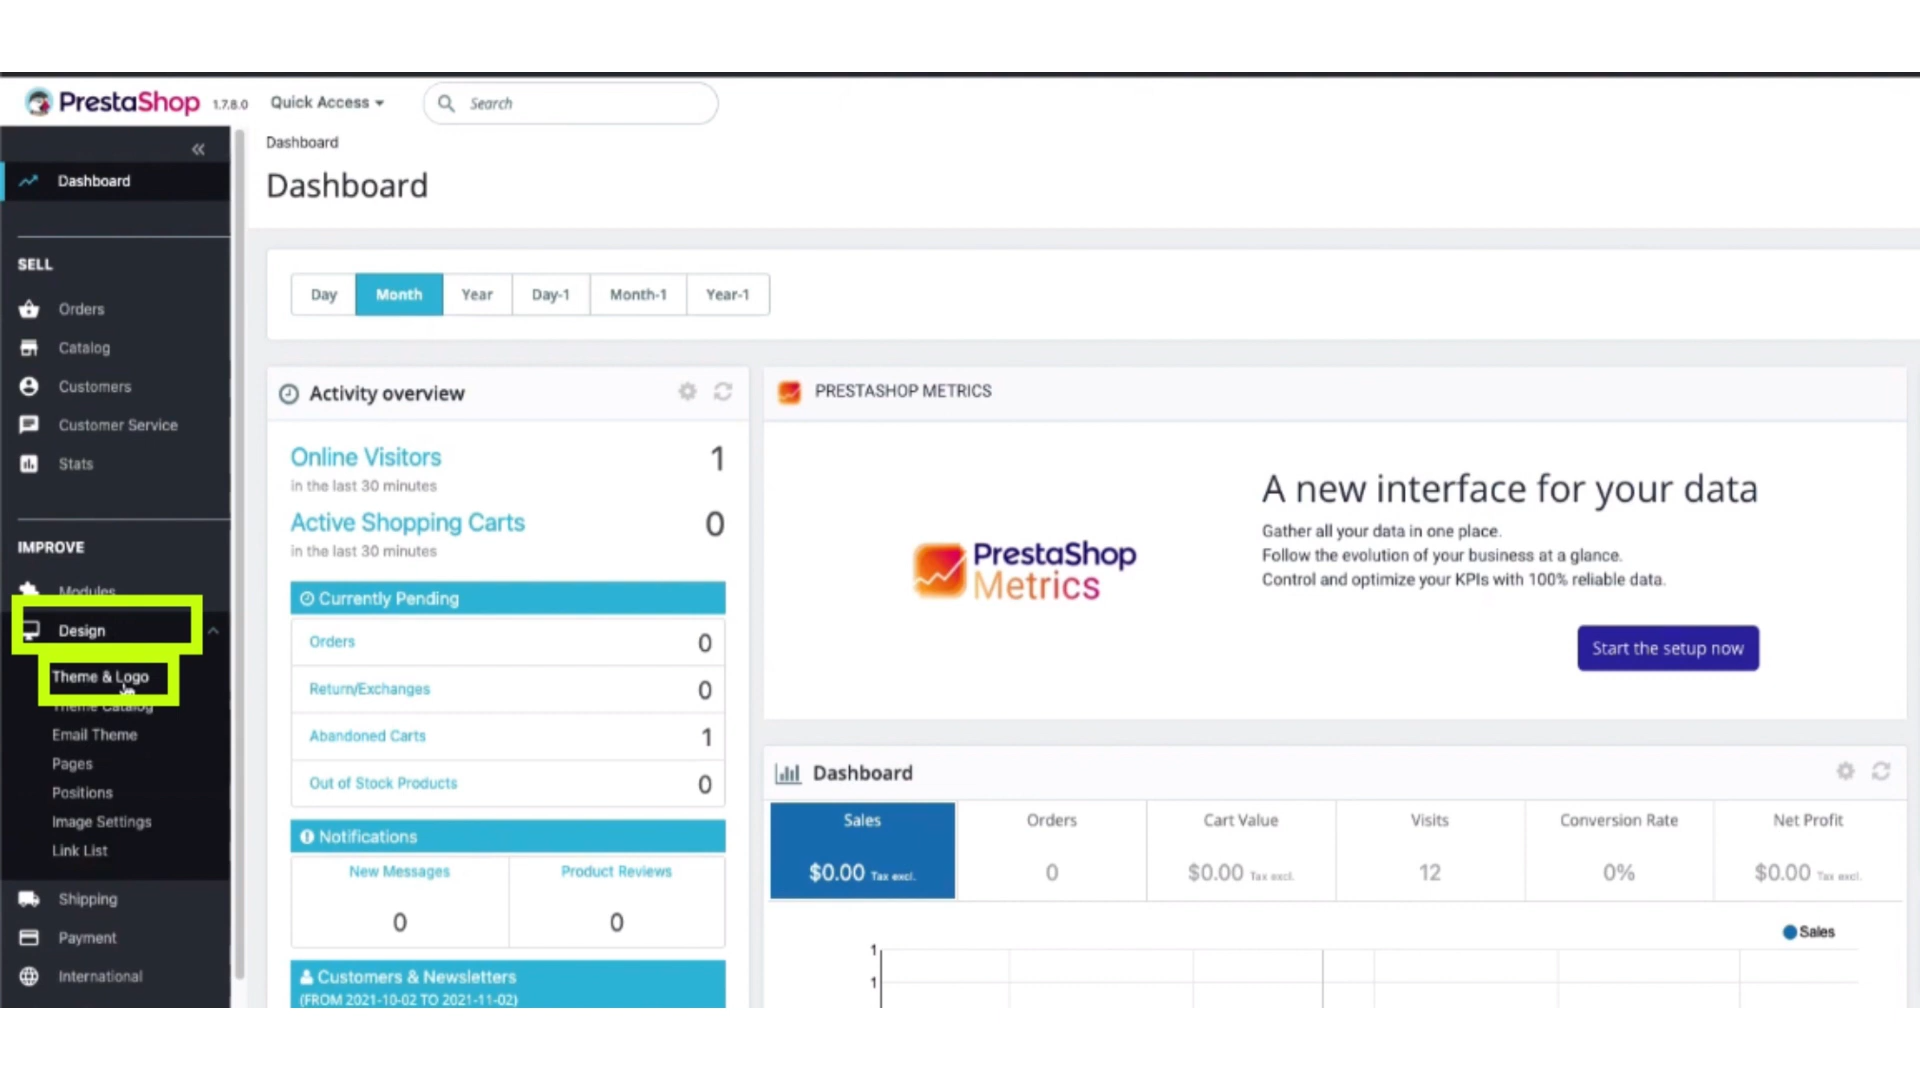 PrestaShop 1.7.8.0 Quick Access Search
Dashboard
Dashboard
Dashboard
SELL
Orders
Catalog
Customers
Customer Service
Stats
IMPROVE
Modules
Design
Theme & Logo
Theme Catalog
Email Theme
Pages
Positions
Image Settings
Link List
Shipping
Payment
International
Day Month Year Day-1 Month-1 Year-1
Activity overview
Online Visitors 1
in the last 30 minutes
Active Shopping Carts 0
in the last 30 minutes
Currently Pending
Orders 0
Return/Exchanges 0
Abandoned Carts 1
Out of Stock Products 0
Notifications
New Messages Product Reviews
0 0
Customers & Newsletters
(FROM 2021-10-02 TO 2021-11-02)
PRESTASHOP METRICS
PrestaShop
Metrics
A new interface for your data
Gather all your data in one place.
Follow the evolution of your business at a glance.
Control and optimize your KPIs with 100% reliable data.
Start the setup now
Dashboard
Sales Orders Cart Value Visits Conversion Rate Net Profit
$0.00 Tax excl. 0 $0.00 Tax excl. 12 0% $0.00 Tax excl.
Sales
1
1